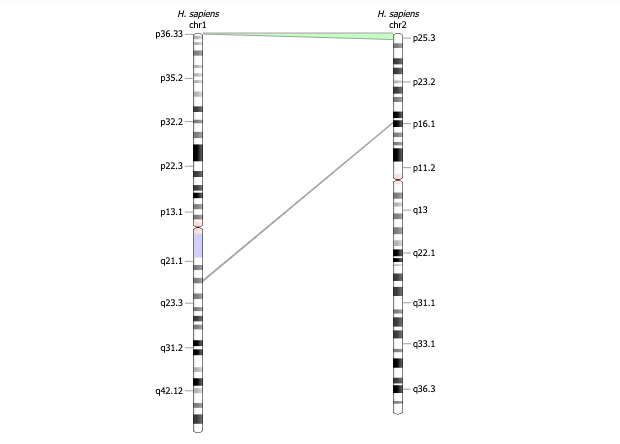 H. sapiens
chr1
H. sapiens
chr2
p36.33
p35.2
p32.2
p22.3
p13.1
q21.1
q23.3
q31.2
q42.12
p25.3
p23.2
p16.1
p11.2
q13
q22.1
q31.1
q33.1
q36.3